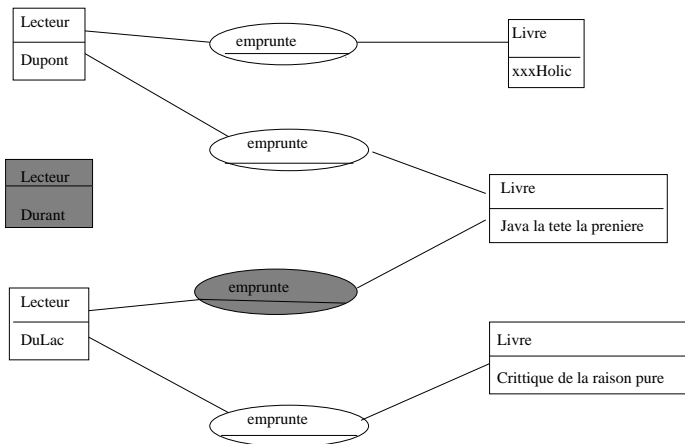 Lecteur
Dupont
emprunte
Livre
xxxHolic
emprunte
Lecteur
Durant
Livre
Java la tete la preniere
emprunte
Lecteur
DuLac
Livre
Crittique de la raison pure
emprunte